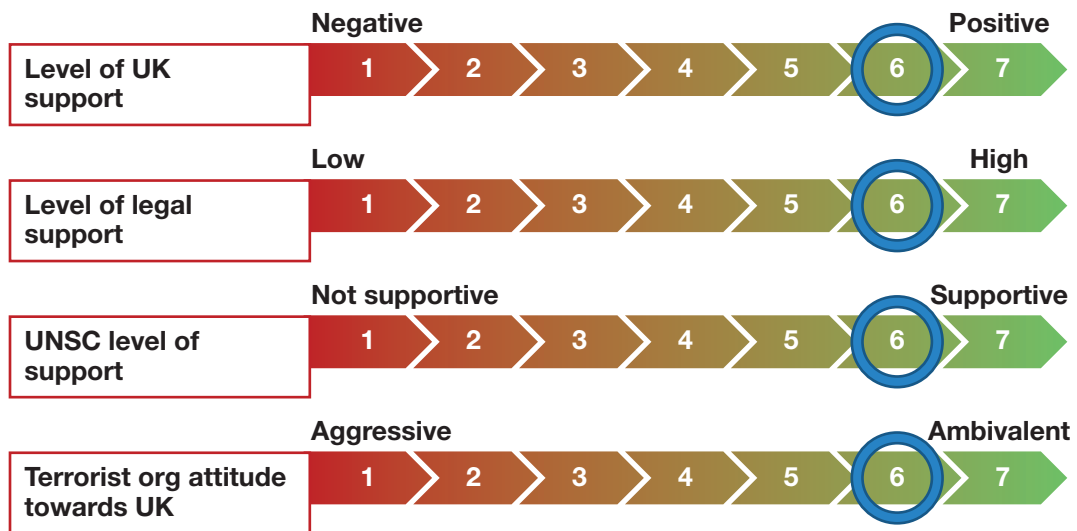 Negative Positive
Level of UK
support
1 2 3 4 5 6 7
Low High
Level of legal
support
1 2 3 4 5 6 7
Not supportive Supportive
UNSC level of
support
1 2 3 4 5 6 7
Aggressive Ambivalent
Terrorist org attitude
towards UK
1 2 3 4 5 6 7